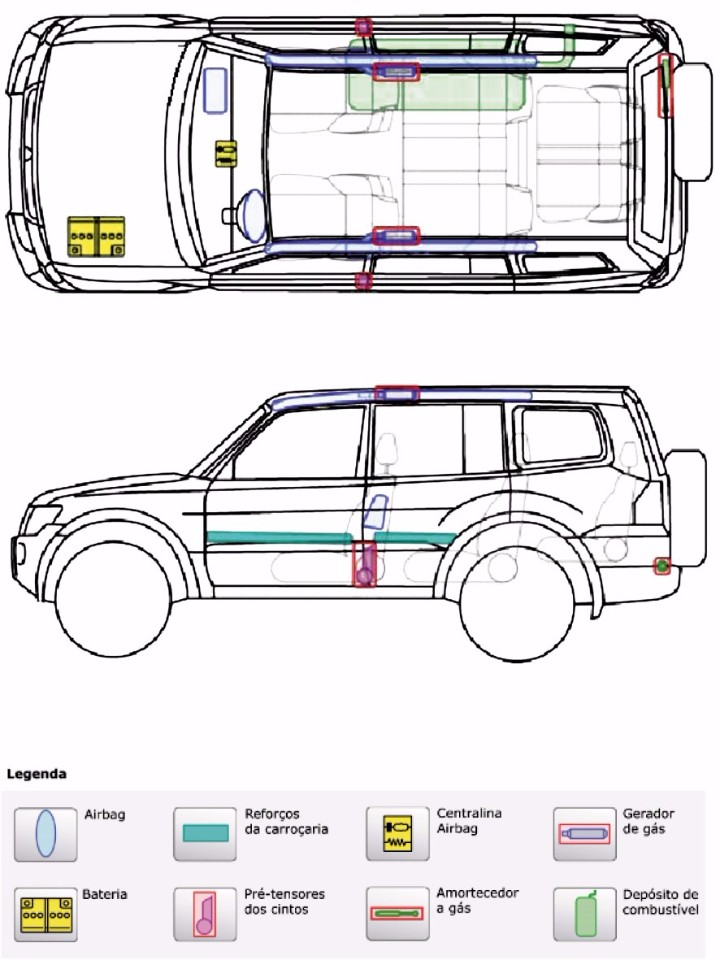 Legenda
Airbag
Reforços
da carroçaria
Centralina
Airbag
Gerador
de gás
Bateria
Pré-tensores
dos cintos
Amortecedor
a gás
Depósito de
combustível